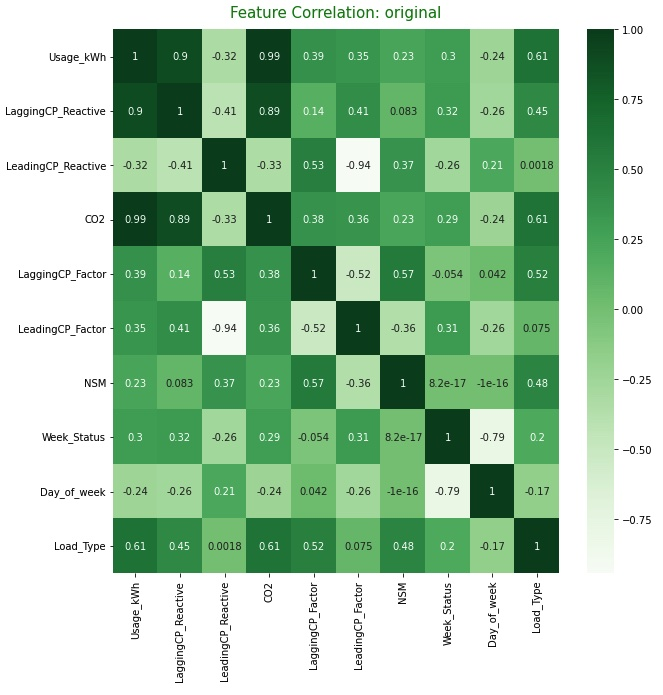 Feature Correlation: original
Usage_kWh 1 0.9 -0.32 0.99 0.39 0.35 0.23 0.3 -0.24 0.61
LaggingCP_Reactive 0.9 1 -0.41 0.89 0.14 0.41 0.083 0.32 -0.26 0.45
LeadingCP_Reactive -0.32 -0.41 1 -0.33 0.53 -0.94 0.37 -0.26 0.21 0.0018
CO2 0.99 0.89 -0.33 1 0.38 0.36 0.23 0.29 -0.24 0.61
LaggingCP_Factor 0.39 0.14 0.53 0.38 1 -0.52 0.57 -0.054 0.042 0.52
LeadingCP_Factor 0.35 0.41 -0.94 0.36 -0.52 1 -0.36 0.31 -0.26 0.075
NSM 0.23 0.083 0.37 0.23 0.57 -0.36 1 8.2e-17 -1e-16 0.48
Week_Status 0.3 0.32 -0.26 0.29 -0.054 0.31 8.2e-17 1 -0.79 0.2
Day_of_week -0.24 -0.26 0.21 -0.24 0.042 -0.26 -1e-16 -0.79 1 -0.17
Load_Type 0.61 0.45 0.0018 0.61 0.52 0.075 0.48 0.2 -0.17 1
Usage_kWh
LaggingCP_Reactive
LeadingCP_Reactive
CO2
LaggingCP_Factor
LeadingCP_Factor
NSM
Week_Status
Day_of_week
Load_Type
1.00
0.75
0.50
0.25
0.00
−0.25
−0.50
−0.75